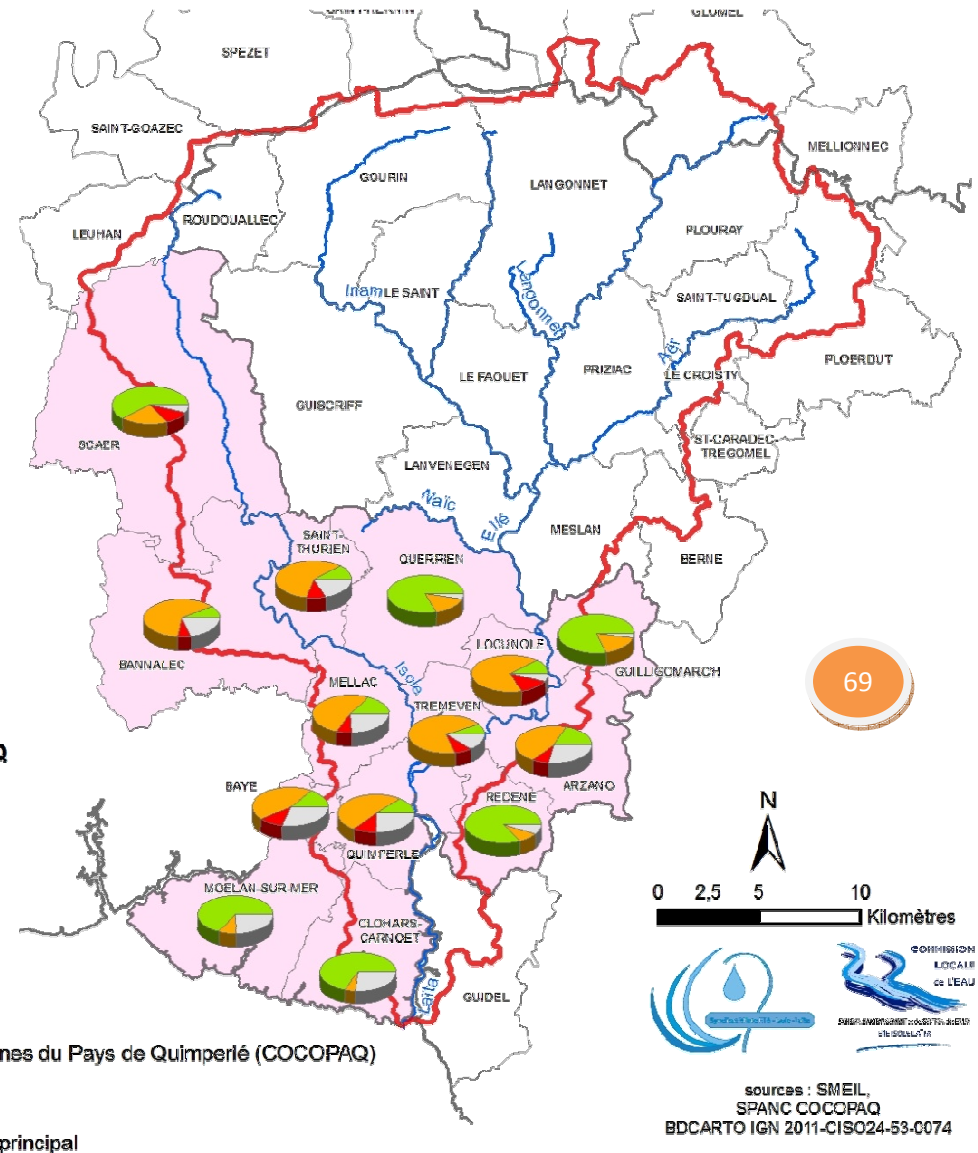 GLOMEL
SPEZET
SAINT-GOAZEC
MELLIONNEC
GOURIN
LANGONNET
ROUDOUALLEC
LEUHAN
PLOURAY
Inam
LE SAINT
Langonnet
SAINT-TUGDUAL
Aër
PLOERDUT
LE FAOUET
PRIZIAC
LE CROISTY
GUISCRIFF
SCAER
ST-CARADEC-
TREGOMEL
LANVENEGEN
Naïc
Ellé
MESLAN
SAINT-
THURIEN
QUERRIEN
BERNE
LOCUNOLE
BANNALEC
Isole
GUILLIGOMARCH
MELLAC
69
TREMEVEN
BAYE
ARZANO
REDENE
Q
N
QUIMPERLE
MOELAN-SUR-MER
0 2,5 5 10
Kilomètres
CLOHARS-
CARNOET
COMMISSION
LOCALE
de L'EAU
Laïta
GUIDEL
nes du Pays de Quimperlé (COCOPAQ)
sources : SMEIL,
SPANC COCOPAQ
BDCARTO IGN 2011-CISO24-53-0074
principal